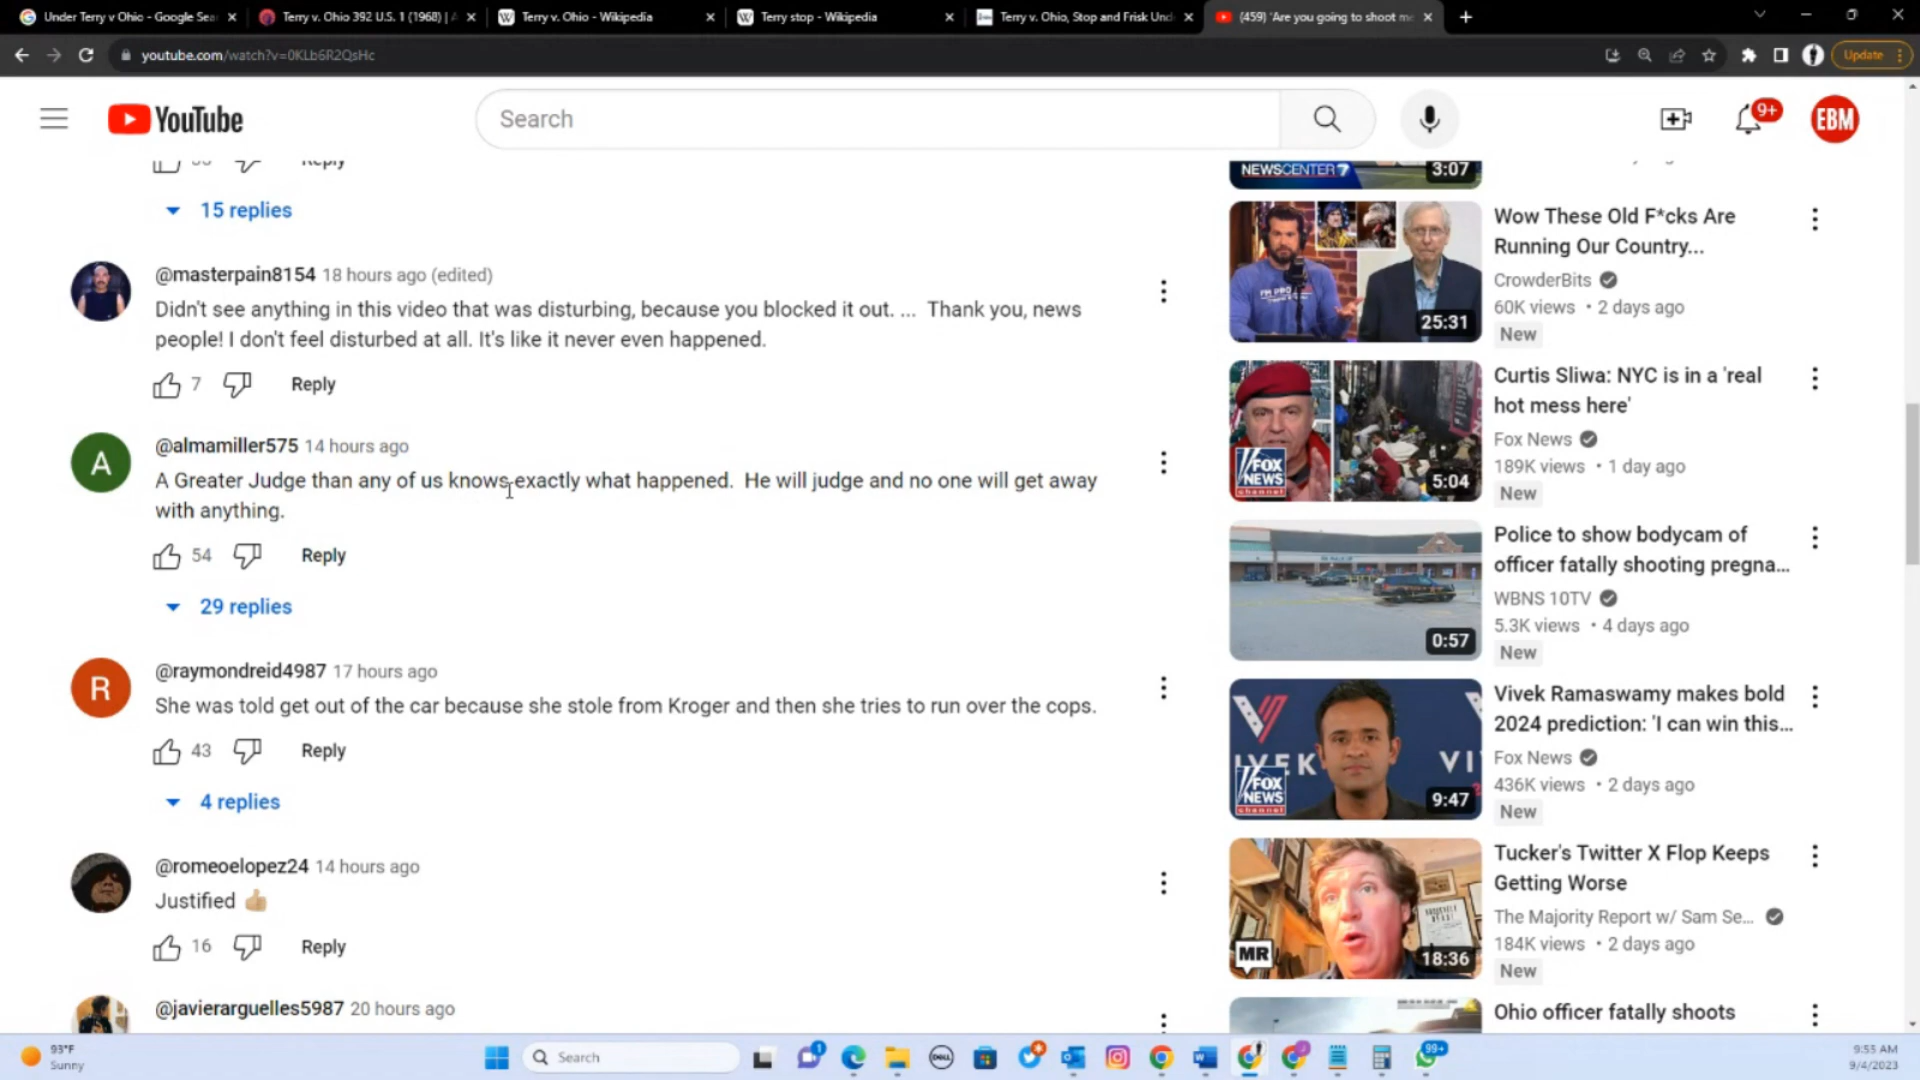 Under Terry v Ohio - Google Sea
Terry v. Ohio 392 U.S. 1 (1968) |
Terry v. Ohio - Wikipedia
Terry stop - Wikipedia
Terry v. Ohio, Stop and Frisk Und
(459) 'Are you going to shoot me
youtube.com/watch?v=0KLb6R2QsHc
Update
YouTube
Search
9+
EBM
Reply
15 replies
@masterpain8154 18 hours ago (edited)
Didn't see anything in this video that was disturbing, because you blocked it out. ... Thank you, news
people! I don't feel disturbed at all. It's like it never even happened.
7
Reply
A
@almamiller575 14 hours ago
A Greater Judge than any of us knows exactly what happened. He will judge and no one will get away
with anything.
54
Reply
29 replies
R
@raymondreid4987 17 hours ago
She was told get out of the car because she stole from Kroger and then she tries to run over the cops.
43
Reply
4 replies
@romeoelopez24 14 hours ago
Justified 👍🏼
16
Reply
@javierarguelles5987 20 hours ago
NEWSCENTER 7
3:07
25:31
Wow These Old F*cks Are
Running Our Country...
CrowderBits
60K views • 2 days ago
New
FOX
NEWS
channel
5:04
Curtis Sliwa: NYC is in a 'real
hot mess here'
Fox News
189K views • 1 day ago
New
0:57
Police to show bodycam of
officer fatally shooting pregna...
WBNS 10TV
5.3K views • 4 days ago
New
VIVEK
VI
FOX
NEWS
channel
9:47
Vivek Ramaswamy makes bold
2024 prediction: 'I can win this...
Fox News
436K views • 2 days ago
New
MR
18:36
Tucker's Twitter X Flop Keeps
Getting Worse
The Majority Report w/ Sam Se...
184K views • 2 days ago
New
Ohio officer fatally shoots
93°F
Sunny
Search
1
DELL
99+
9:55 AM
9/4/2023